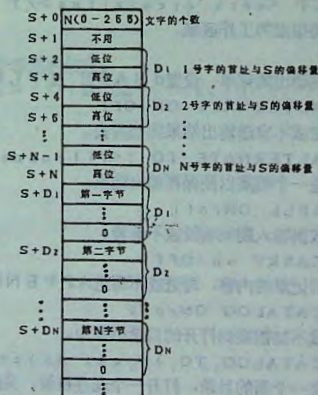 S+0 N(0-255) 文字的个数
S+1 不用
S+2 低位
D1 1号字的首址与S的偏移量
S+3 高位
S+4 低位
D2 2号字的首址与S的偏移量
S+5 高位
S+N-1 低位
DN N号字的首址与S的偏移量
S+N 高位
S+D1 第一字节
D1
0
S+D2 第二字节
D2
0
S+DN 第N字节
DN
0